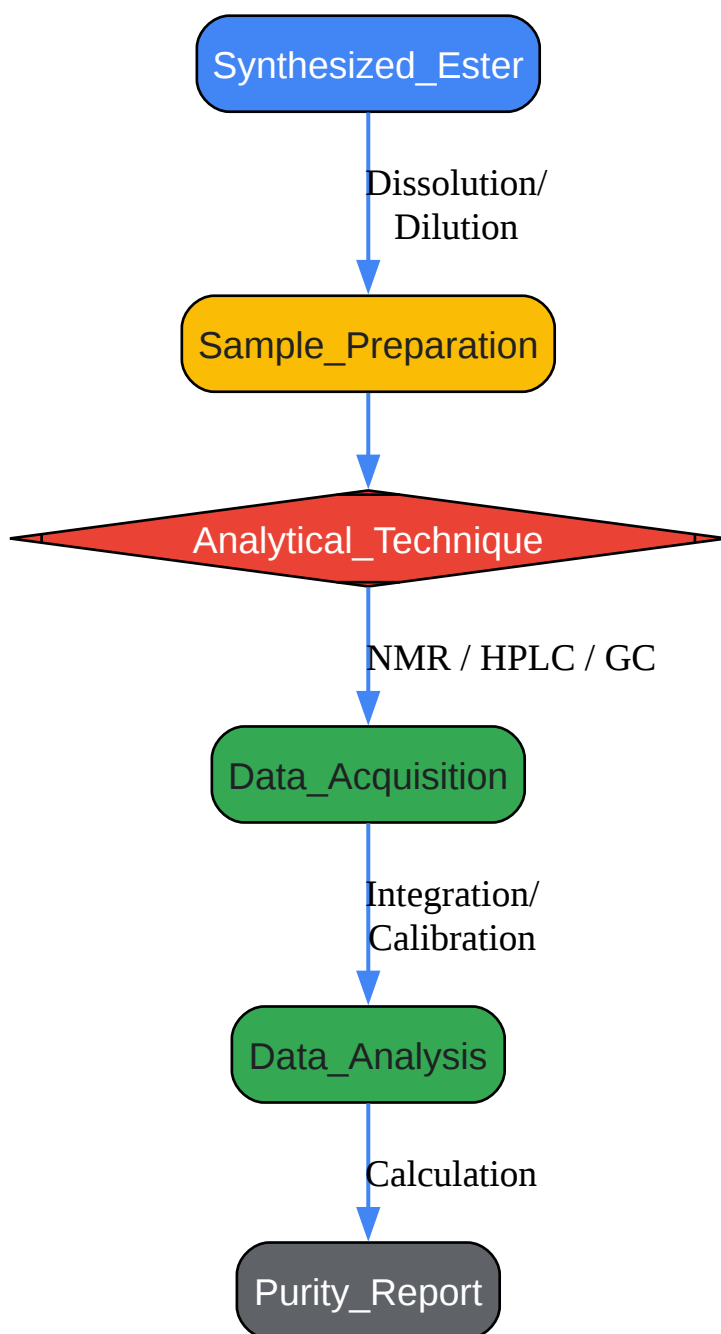 Synthesized_Ester
Dissolution/
Dilution
Sample_Preparation
Analytical_Technique
NMR / HPLC / GC
Data_Acquisition
Integration/
Calibration
Data_Analysis
Calculation
Purity_Report